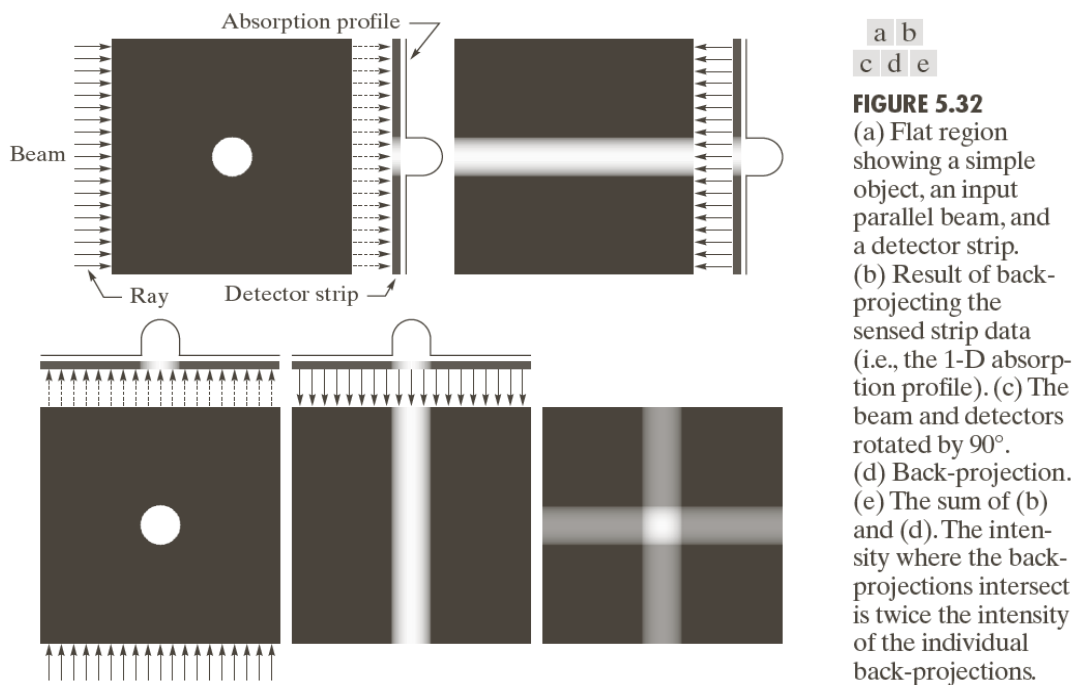 Absorption profile
Beam
Ray
Detector strip
a b
c d e
FIGURE 5.32
(a) Flat region
showing a simple
object, an input
parallel beam, and
a detector strip.
(b) Result of back-
projecting the
sensed strip data
(i.e., the 1-D absorp-
tion profile). (c) The
beam and detectors
rotated by 90°.
(d) Back-projection.
(e) The sum of (b)
and (d). The inten-
sity where the back-
projections intersect
is twice the intensity
of the individual
back-projections.